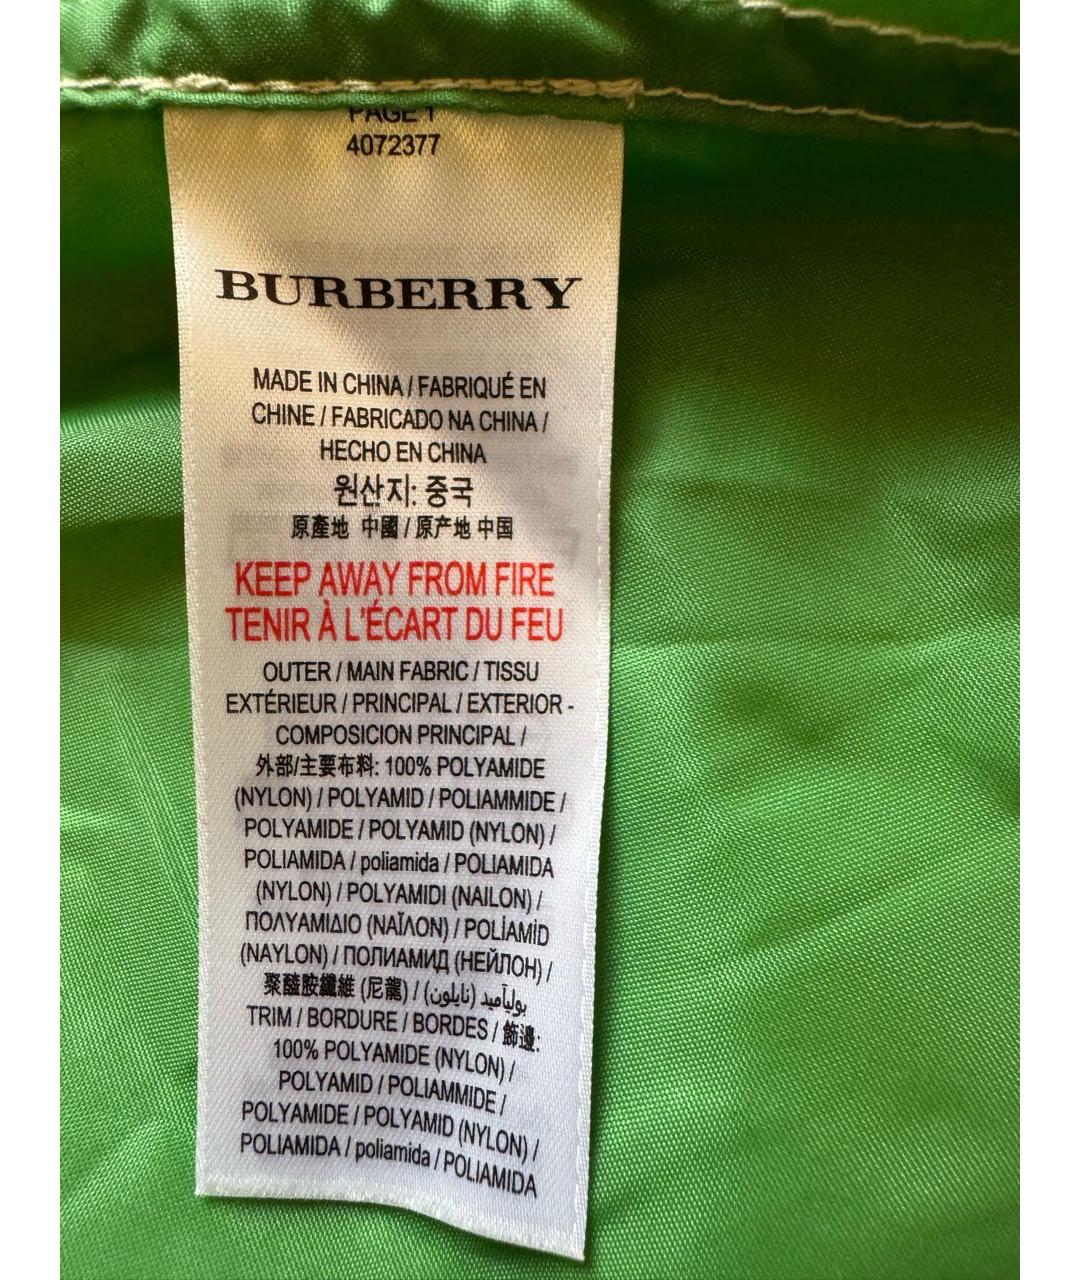 PAGE 1
4072377
BURBERRY
MADE IN CHINA / FABRIQUÉ EN
CHINE / FABRICADO NA CHINA /
HECHO EN CHINA
원산지: 중국
原產地 中國 / 原产地 中国
KEEP AWAY FROM FIRE
TENIR À L'ÉCART DU FEU
OUTER / MAIN FABRIC / TISSU
EXTÉRIEUR / PRINCIPAL / EXTERIOR -
COMPOSICION PRINCIPAL /
外部/主要布料: 100% POLYAMIDE
(NYLON) / POLYAMID / POLIAMMIDE /
POLYAMIDE / POLYAMID (NYLON) /
POLIAMIDA / poliamida / POLIAMIDA
(NYLON) / POLYAMIDI (NAILON) /
ΠΟΛΥΑΜΙΔΙΟ (ΝΑΪΛΟΝ) / POLİAMİD
(NAYLON) / ПОЛИАМИД (НЕЙЛОН) /
聚醯胺纖維 (尼龍) / بوليآميد (نايلون)
TRIM / BORDURE / BORDES / 飾邊:
100% POLYAMIDE (NYLON) /
POLYAMID / POLIAMMIDE /
POLYAMIDE / POLYAMID (NYLON) /
POLIAMIDA / poliamida / POLIAMIDA